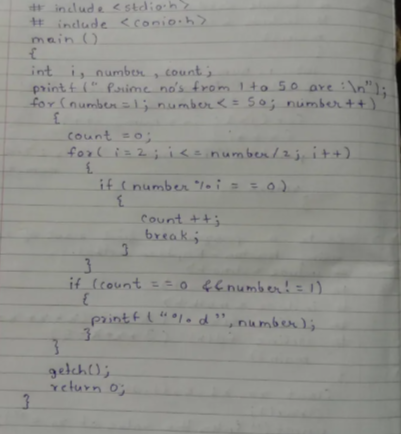 # include <stdio.h>
# include <conio.h>
main ()
{
int i, number, count;
printf (" Prime no's from 1 to 50 are : \n");
for (number = 1; number <= 50; number ++)
{
count = 0;
for( i = 2 ; i <= number/2; i++)
{
if (number % i = = 0)
{
count ++;
break;
}
}
if (count = = 0 && number! = 1)
{
printf ("% d", number);
}
}
getch();
return 0;
}